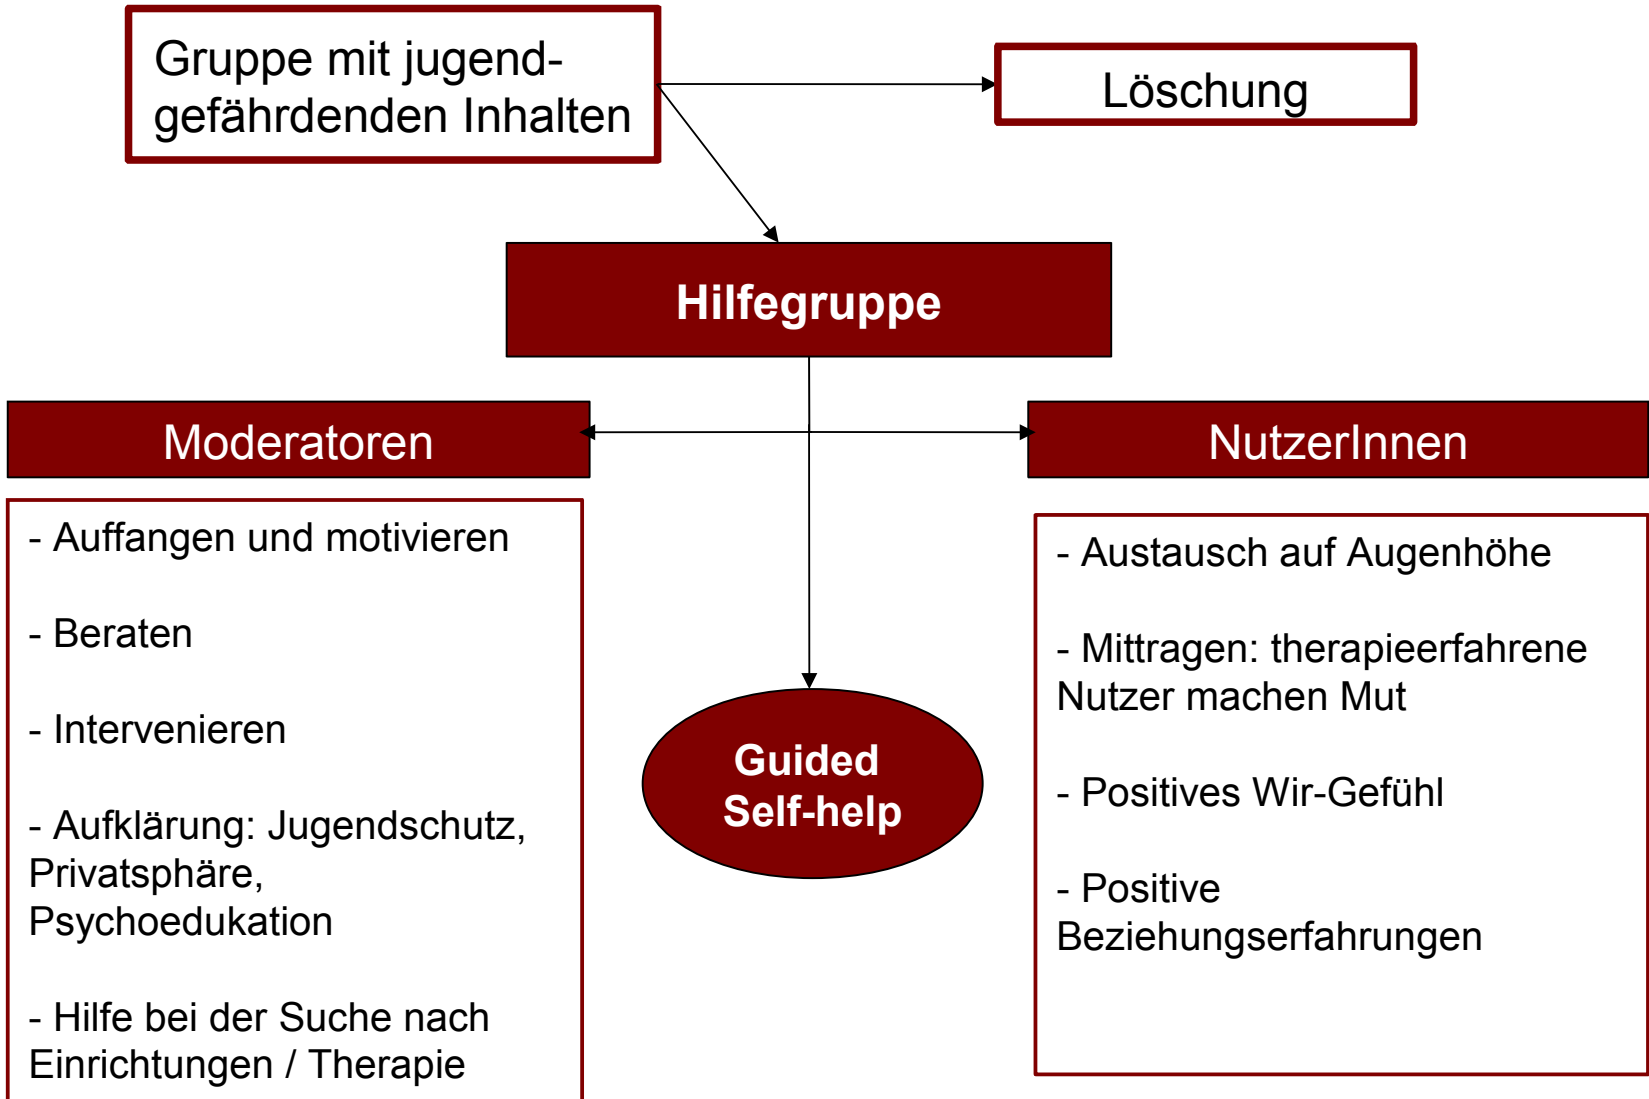 Gruppe mit jugend-
gefährdenden Inhalten
Löschung
Hilfegruppe
Moderatoren
NutzerInnen
- Auffangen und motivieren
- Beraten
- Intervenieren
- Aufklärung: Jugendschutz,
Privatsphäre,
Psychoedukation
- Hilfe bei der Suche nach
Einrichtungen / Therapie
Guided
Self-help
- Austausch auf Augenhöhe
- Mittragen: therapieerfahrene
Nutzer machen Mut
- Positives Wir-Gefühl
- Positive
Beziehungserfahrungen